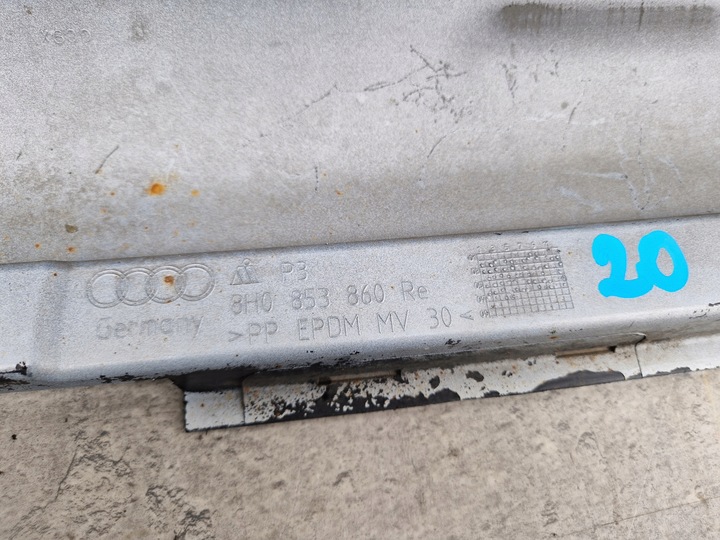 P3
8H0 853 860 Re
Germany
>PP EPDM MV 30<
20